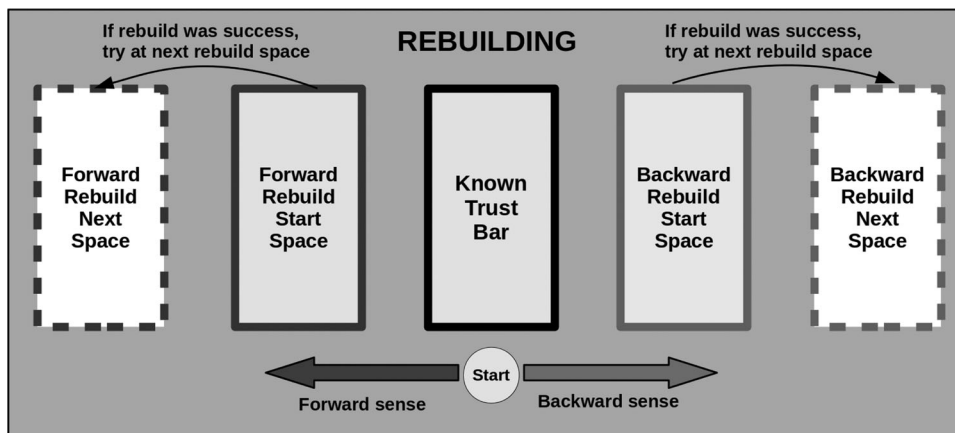 If rebuild was success,
try at next rebuild space
REBUILDING
If rebuild was success,
try at next rebuild space
Forward
Rebuild
Next
Space
Forward
Rebuild
Start
Space
Known
Trust
Bar
Backward
Rebuild
Start
Space
Backward
Rebuild
Next
Space
Start
Forward sense
Backward sense